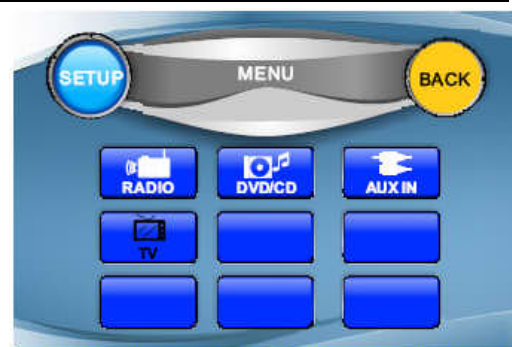 SETUP
MENU
BACK
RADIO
DVD/CD
AUX IN
TV